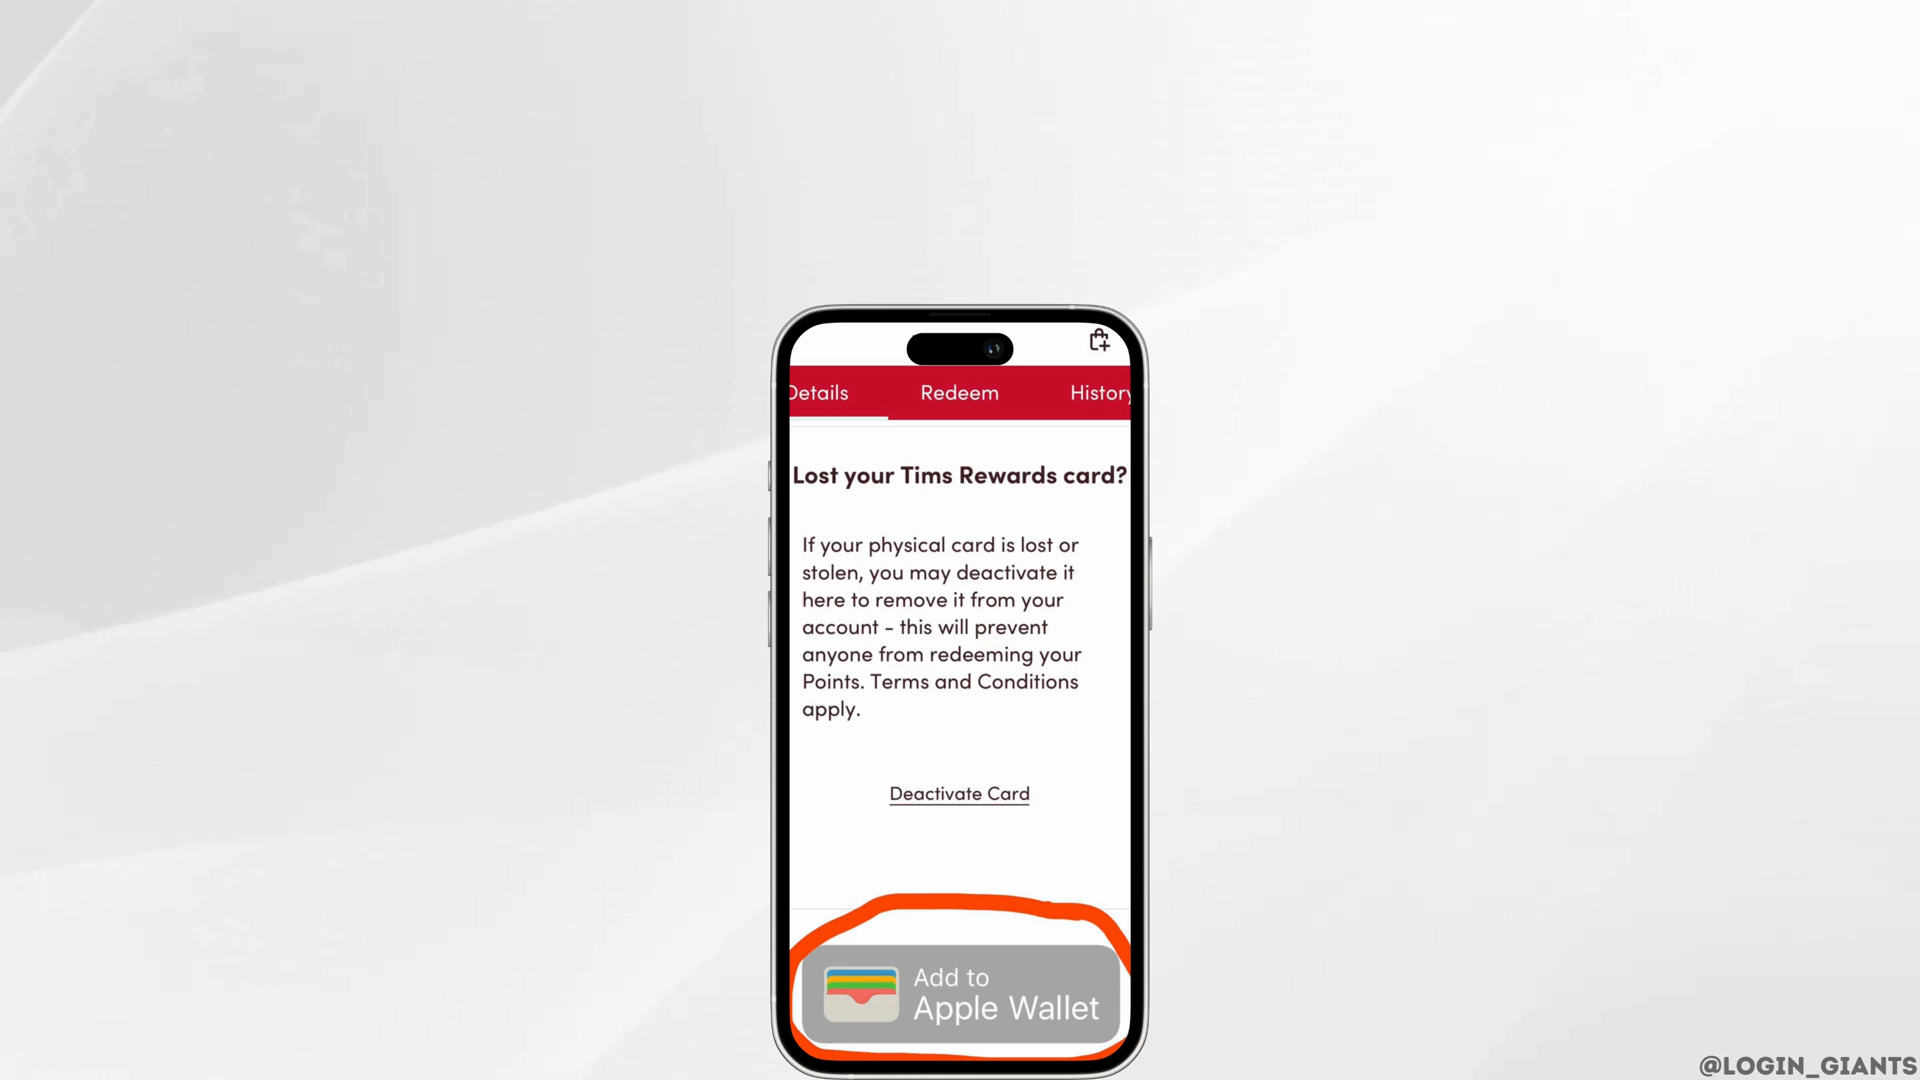 Details Redeem History
Lost your Tims Rewards card?
If your physical card is lost or
stolen, you may deactivate it
here to remove it from your
account - this will prevent
anyone from redeeming your
Points. Terms and Conditions
apply.
Deactivate Card
Add to
Apple Wallet
@LOGIN_GIANTS